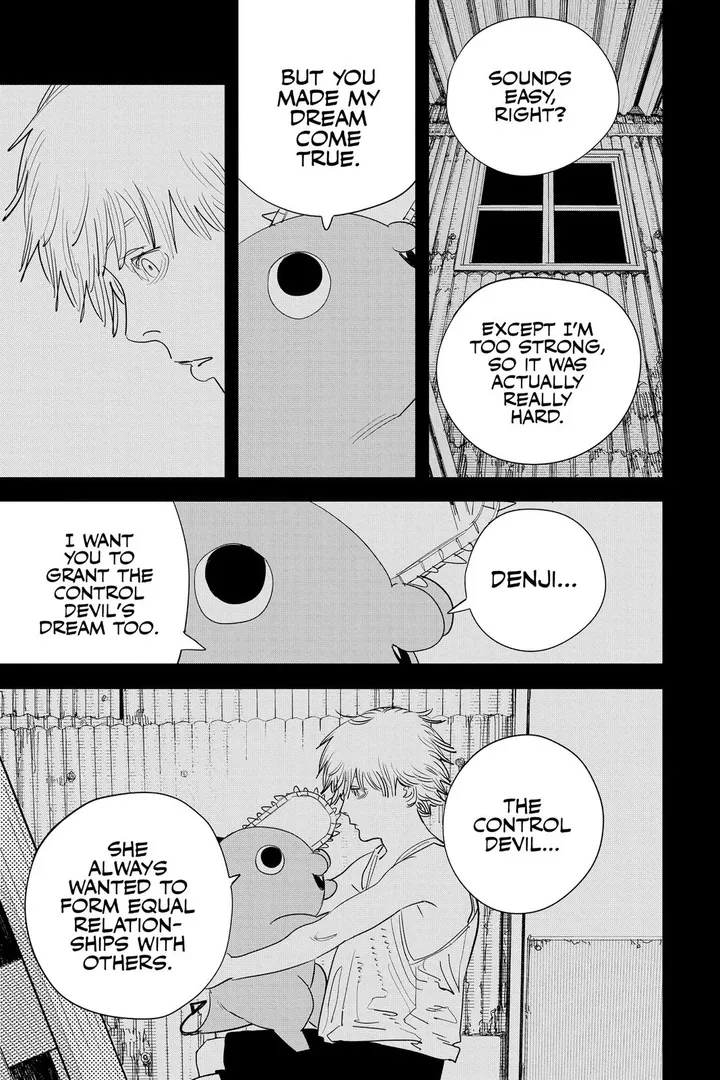 SOUNDS
EASY,
RIGHT?
EXCEPT I'M
TOO STRONG,
SO IT WAS
ACTUALLY
REALLY
HARD.
BUT YOU
MADE MY
DREAM
COME
TRUE.
DENJI...
I WANT
YOU TO
GRANT THE
CONTROL
DEVIL'S
DREAM TOO.
THE
CONTROL
DEVIL...
SHE
ALWAYS
WANTED TO
FORM EQUAL
RELATION-
SHIPS WITH
OTHERS.